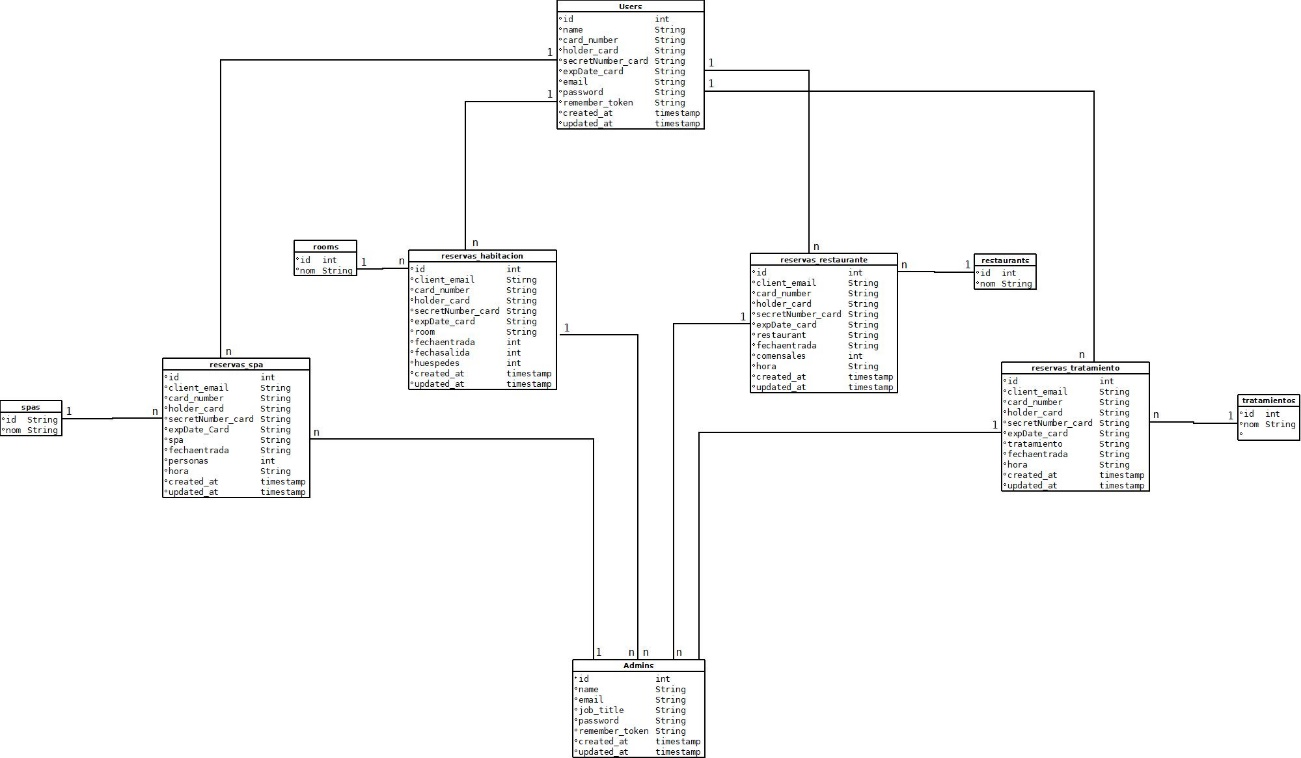 Users
°id int
°name String
°card_number String
°holder_card String
°secretNumber_card String
°expDate_card String
°email String
°password String
°remember_token String
°created_at timestamp
°updated_at timestamp
1
1
1
1
rooms
°id int
°nom String
1
n
n
reservas_habitacion
°id int
°client_email Stirng
°card_number String
°holder_card String
°secretNumber_card String
°expDate_card String
°room String
°fechaentrada int
°fechasalida int
°huespedes int
°created_at timestamp
°updated_at timestamp
1
n
reservas_restaurante
°id int
°client_email String
°card_number String
°holder_card String
°secretNumber_card String
°expDate_card String
°restaurant String
°fechaentrada String
°comensales int
°hora String
°created_at timestamp
°updated_at timestamp
1
n
1
restaurants
°id int
°nom String
n
reservas_spa
°id int
°client_email String
°card_number String
°holder_card String
°secretNumber_card String
°expDate_Card String
°spa String
°fechaentrada String
°personas int
°hora String
°created_at timestamp
°updated_at timestamp
n
spas
°id String
°nom String
1
n
n
reservas_tratamiento
°id int
°client_email String
°card_number String
°holder_card String
°secretNumber_card String
°expDate_card String
°tratamiento String
°fechaentrada String
°hora String
°created_at timestamp
°updated_at timestamp
1
n
1
tratamientos
°id int
°nom String
°
1
n
n
n
Admins
°id int
°name String
°email String
°job_title String
°password String
°remember_token String
°created_at timestamp
°updated_at timestamp